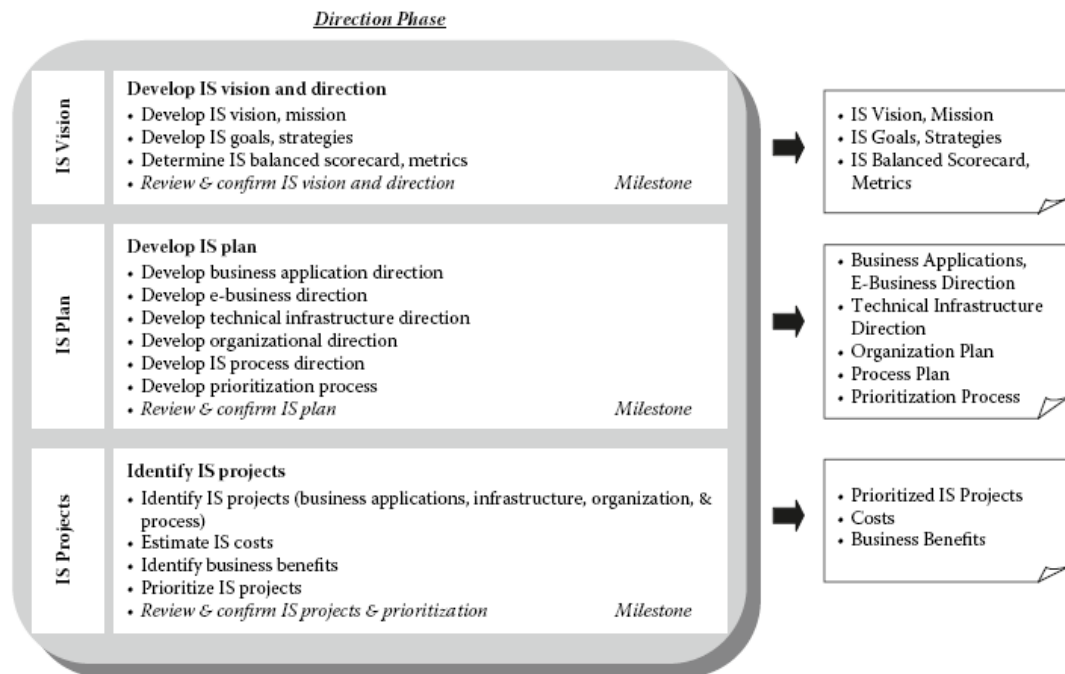 Direction Phase
IS Vision
Develop IS vision and direction
• Develop IS vision, mission
• Develop IS goals, strategies
• Determine IS balanced scorecard, metrics
• Review & confirm IS vision and direction Milestone
• IS Vision, Mission
• IS Goals, Strategies
• IS Balanced Scorecard,
Metrics
IS Plan
Develop IS plan
• Develop business application direction
• Develop e-business direction
• Develop technical infrastructure direction
• Develop organizational direction
• Develop IS process direction
• Develop prioritization process
• Review & confirm IS plan Milestone
• Business Applications,
E-Business Direction
• Technical Infrastructure
Direction
• Organization Plan
• Process Plan
• Prioritization Process
IS Projects
Identify IS projects
• Identify IS projects (business applications, infrastructure, organization, &
process)
• Estimate IS costs
• Identify business benefits
• Prioritize IS projects
• Review & confirm IS projects & prioritization Milestone
• Prioritized IS Projects
• Costs
• Business Benefits